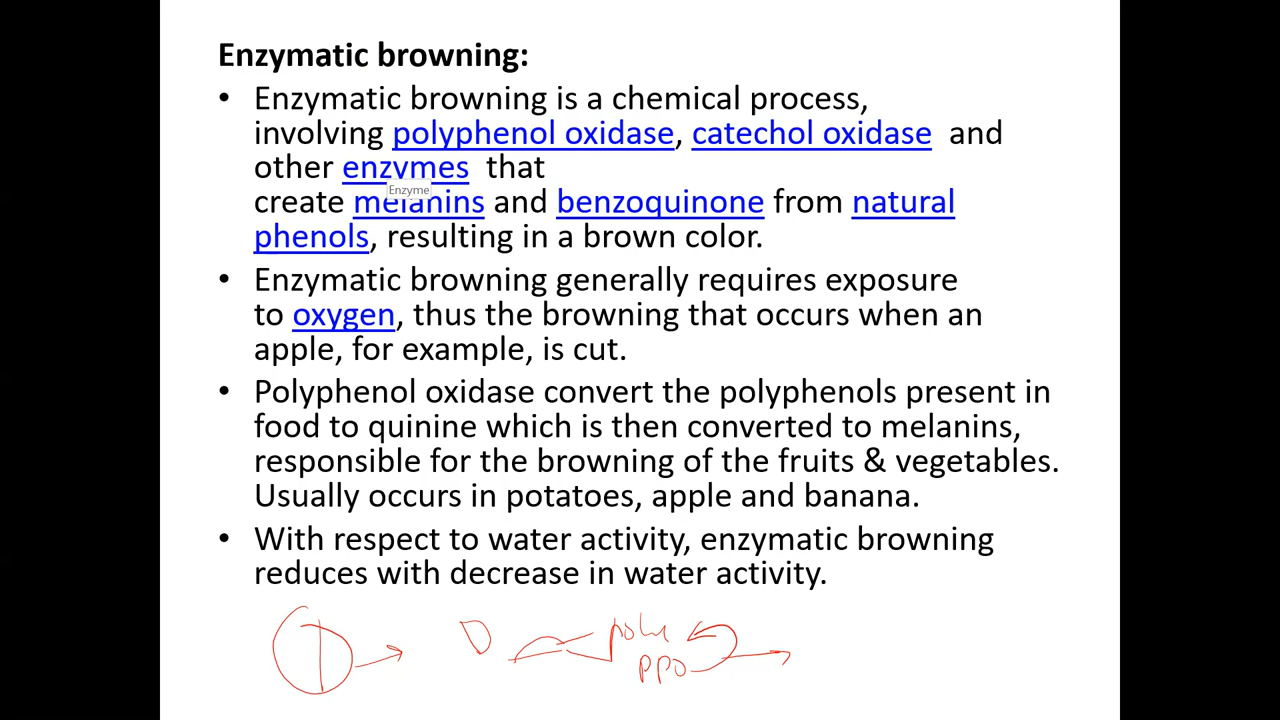 Enzymatic browning:
• Enzymatic browning is a chemical process,
involving polyphenol oxidase, catechol oxidase and
other enzymes that
Enzyme
create melanins and benzoquinone from natural
phenols, resulting in a brown color.
• Enzymatic browning generally requires exposure
to oxygen, thus the browning that occurs when an
apple, for example, is cut.
• Polyphenol oxidase convert the polyphenols present in
food to quinine which is then converted to melanins,
responsible for the browning of the fruits & vegetables.
Usually occurs in potatoes, apple and banana.
• With respect to water activity, enzymatic browning
reduces with decrease in water activity.
PPO